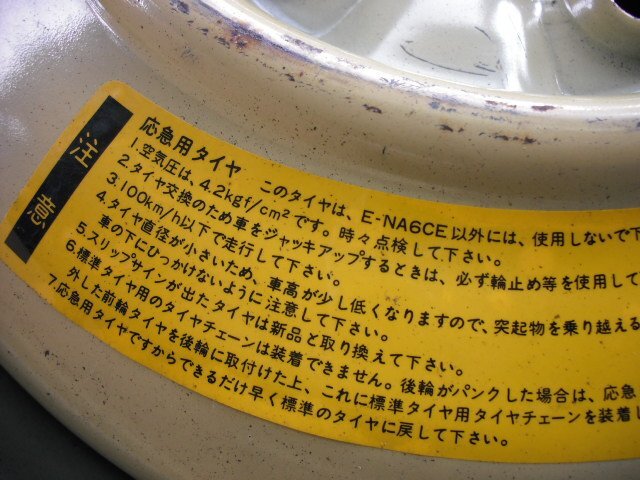 注意
応急用タイヤ このタイヤは、E-NA6CE以外には、使用しないで下
1.空気圧は、4.2kgf/cm²です。時々点検して下さい。
2.タイヤ交換のため車をジャッキアップするときは、必ず輪止め等を使用して
3.100km/h以下で走行して下さい。
4.タイヤ直径が小さいため、車高が少し低くなりますので、突起物を乗り越える
車の下にひっかけないように注意して下さい。
5.スリップサインが出たタイヤは新品と取り換えて下さい。
6.標準タイヤ用のタイヤチェーンは装着できません。後輪がパンクした場合は、応急
外した前輪タイヤを後輪に取付けた上、これに標準タイヤ用タイヤチェーンを装着
7.応急用タイヤですからできるだけ早く標準のタイヤに戻して下さい。